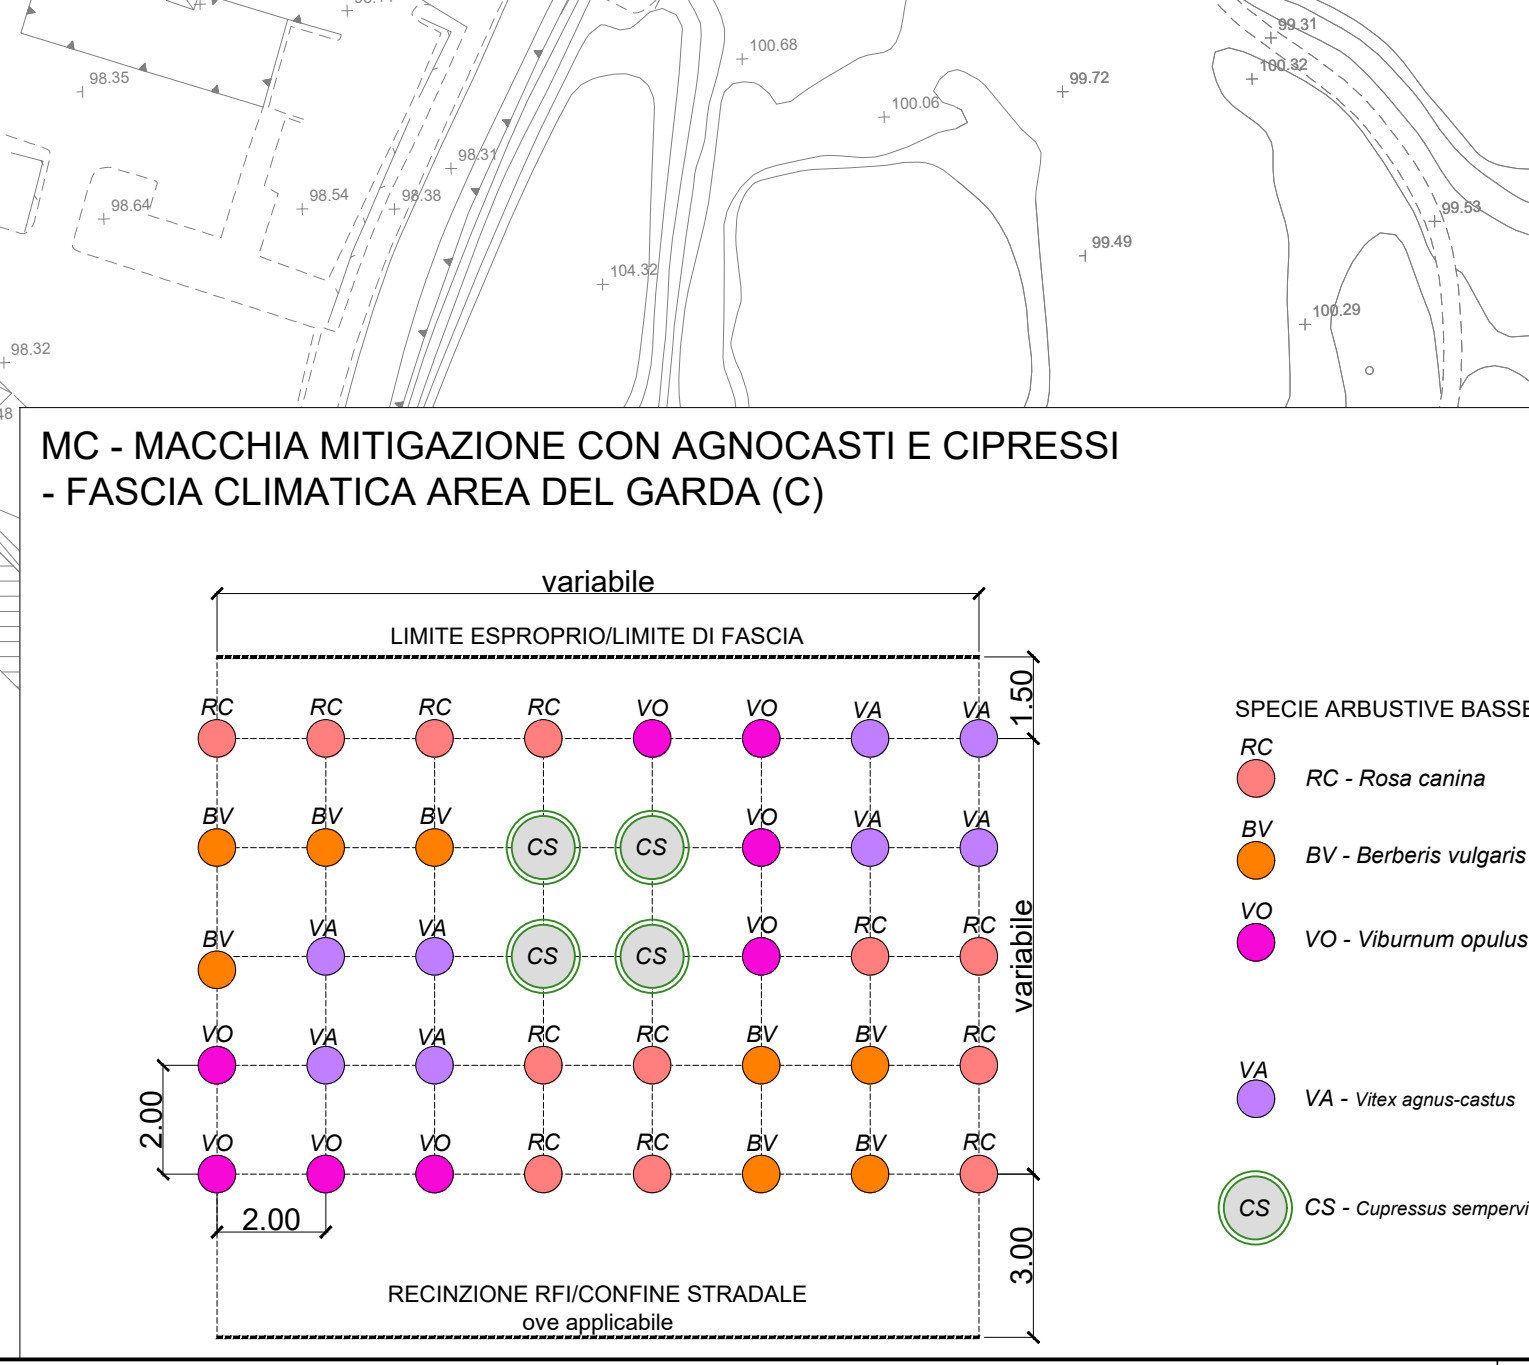 99.31
100.68
100.32
98.35
99.72
100.06
98.31
98.54
98.38
98.64
99.53
99.49
104.32
100.29
98.32
MC - MACCHIA MITIGAZIONE CON AGNOCASTI E CIPRESSI
- FASCIA CLIMATICA AREA DEL GARDA (C)
variabile
LIMITE ESPROPRIO/LIMITE DI FASCIA
1.50
RC RC RC RC VO VO VA VA
BV BV BV CS CS VO VA VA
BV VA VA CS CS VO RC RC
variabile
VO VA VA RC RC BV BV RC
2.00
VO VO VO RC RC BV BV RC
2.00
3.00
RECINZIONE RFI/CONFINE STRADALE
ove applicabile
SPECIE ARBUSTIVE BASSE
RC
RC - Rosa canina
BV
BV - Berberis vulgaris
VO
VO - Viburnum opulus
VA
VA - Vitex agnus-castus
CS CS - Cupressus sempervi